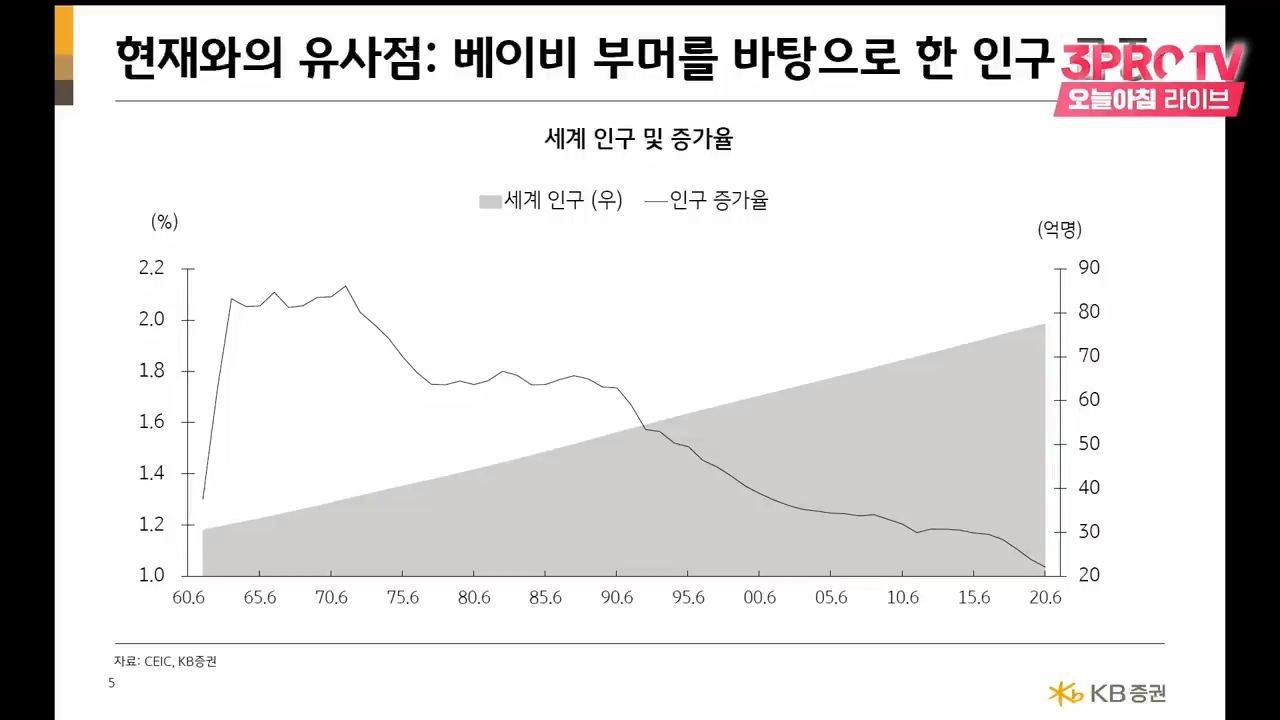 현재와의 유사점: 베이비 부머를 바탕으로 한 인구
3PRO TV
오늘아침 라이브
세계 인구 및 증가율
세계 인구 (우) 인구 증가율
(%)
(억명)
2.2
2.0
1.8
1.6
1.4
1.2
1.0
90
80
70
60
50
40
30
20
60.6 65.6 70.6 75.6 80.6 85.6 90.6 95.6 00.6 05.6 10.6 15.6 20.6
자료: CEIC, KB증권
5
KB증권